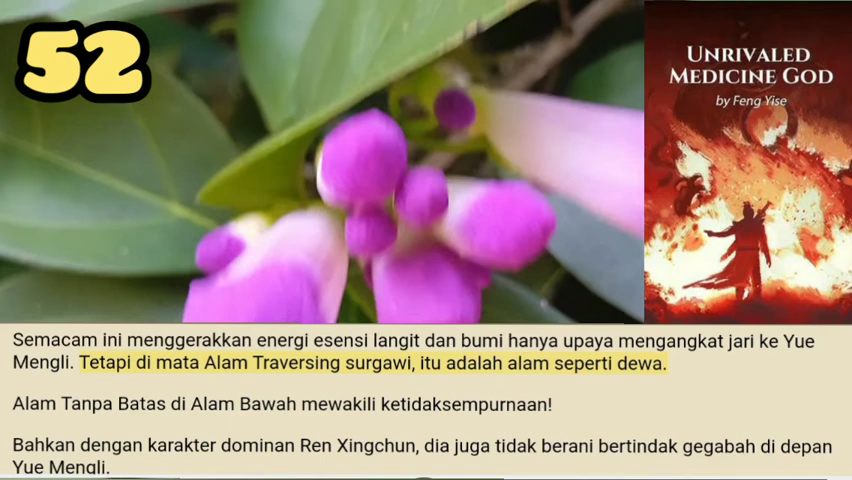 52
UNRIVALED
MEDICINE GOD
by Feng Yise
Semacam ini menggerakkan energi esensi langit dan bumi hanya upaya mengangkat jari ke Yue
Mengli. Tetapi di mata Alam Traversing surgawi, itu adalah alam seperti dewa.
Alam Tanpa Batas di Alam Bawah mewakili ketidaksempurnaan!
Bahkan dengan karakter dominan Ren Xingchun, dia juga tidak berani bertindak gegabah di depan
Yue Mengli.